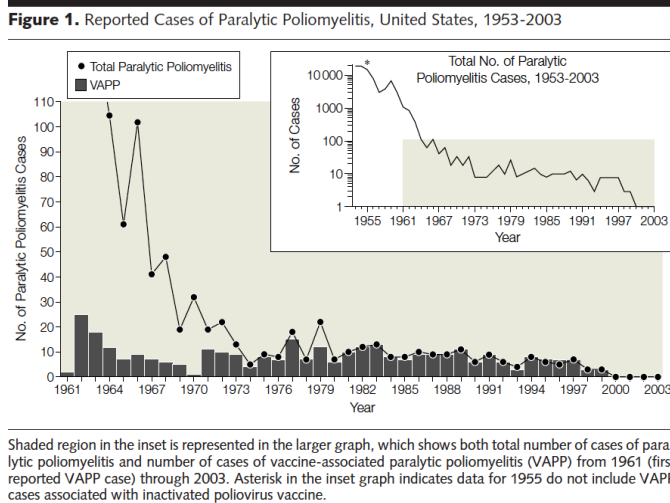 Figure 1. Reported Cases of Paralytic Poliomyelitis, United States, 1953-2003
Total Paralytic Poliomyelitis
VAPP
No. of Paralytic Poliomyelitis Cases
110
100
90
80
70
60
50
40
30
20
10
0
1961 1964 1967 1970 1973 1976 1979 1982 1985 1988 1991 1994 1997 2000 2003
Year
Total No. of Paralytic
Poliomyelitis Cases, 1953-2003
No. of Cases
10 000
1000
100
10
1
*
1955 1961 1967 1973 1979 1985 1991 1997 2003
Year
Shaded region in the inset is represented in the larger graph, which shows both total number of cases of para-
lytic poliomyelitis and number of cases of vaccine-associated paralytic poliomyelitis (VAPP) from 1961 (firs
reported VAPP case) through 2003. Asterisk in the inset graph indicates data for 1955 do not include VAPP
cases associated with inactivated poliovirus vaccine.